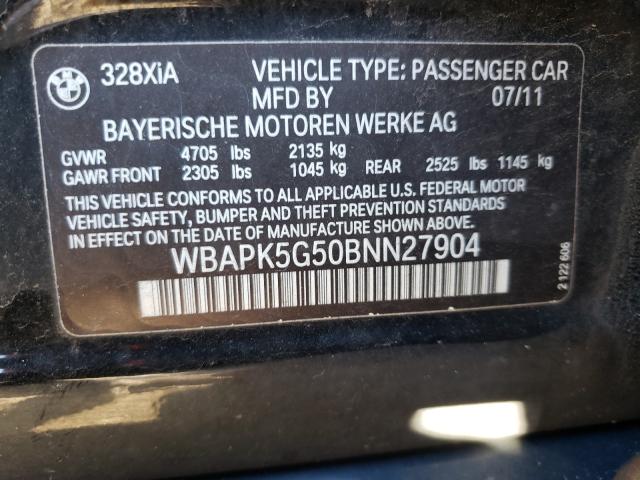 BMW
328XiA VEHICLE TYPE: PASSENGER CAR
MFD BY 07/11
BAYERISCHE MOTOREN WERKE AG
GVWR 4705 lbs 2135 kg
GAWR FRONT 2305 lbs 1045 kg REAR 2525 lbs 1145 kg
THIS VEHICLE CONFORMS TO ALL APPLICABLE U.S. FEDERAL MOTOR
VEHICLE SAFETY, BUMPER AND THEFT PREVENTION STANDARDS
IN EFFECT ON THE DATE OF MANUFACTURE SHOWN ABOVE.
WBAPK5G50BNN27904
2 122 606